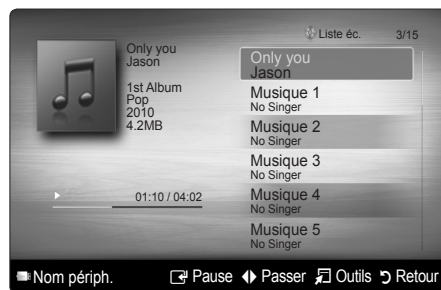 Liste éc. 3/15
Only you
Jason
1st Album
Pop
2010
4.2MB
01:10 / 04:02
Only you
Jason
Musique 1
No Singer
Musique 2
No Singer
Musique 3
No Singer
Musique 4
No Singer
Musique 5
No Singer
Nom périph. Pause Passer Outils Retour